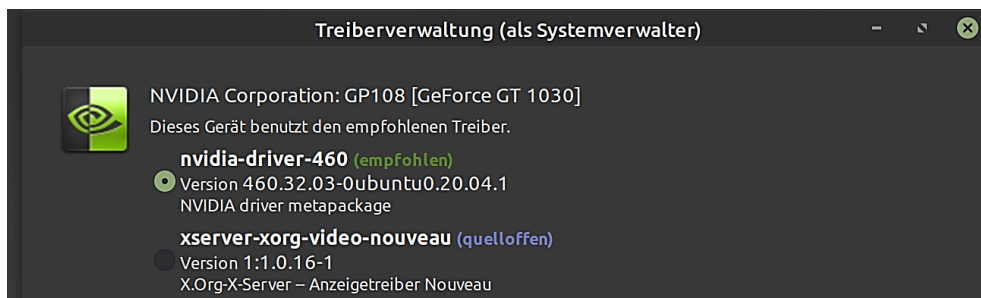 Treiberverwaltung (als Systemverwalter)
NVIDIA Corporation: GP108 [GeForce GT 1030]
Dieses Gerät benutzt den empfohlenen Treiber.
nvidia-driver-460 (empfohlen)
Version 460.32.03-0ubuntu0.20.04.1
NVIDIA driver metapackage
xserver-xorg-video-nouveau (quelloffen)
Version 1:1.0.16-1
X.Org-X-Server – Anzeigetreiber Nouveau